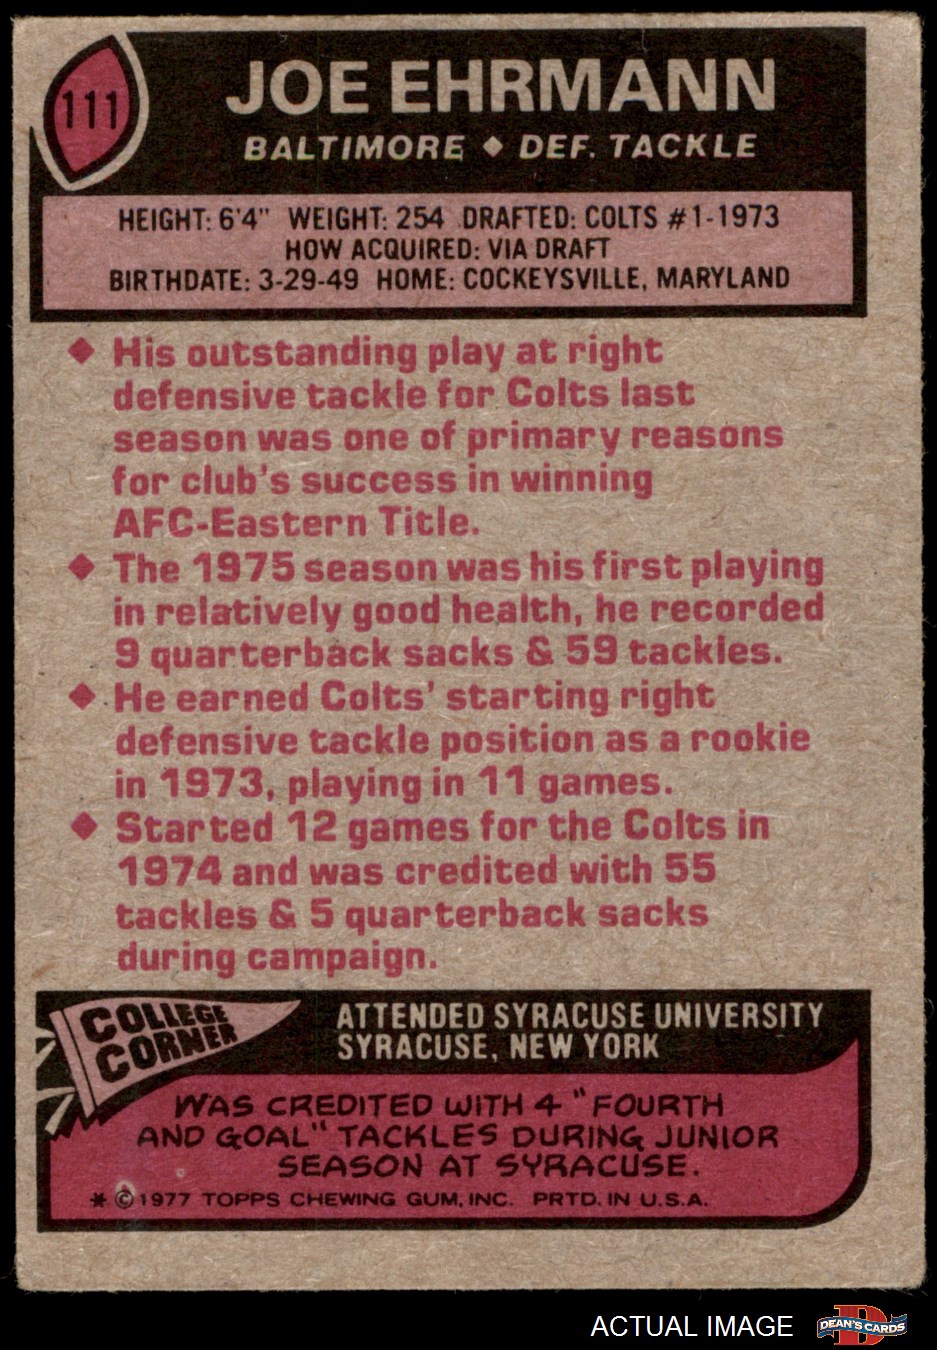 111
JOE EHRMANN
BALTIMORE ◆ DEF. TACKLE
HEIGHT: 6'4" WEIGHT: 254 DRAFTED: COLTS #1-1973
HOW ACQUIRED: VIA DRAFT
BIRTHDATE: 3-29-49 HOME: COCKEYSVILLE, MARYLAND
◆ His outstanding play at right
defensive tackle for Colts last
season was one of primary reasons
for club's success in winning
AFC-Eastern Title.
◆ The 1975 season was his first playing
in relatively good health, he recorded
9 quarterback sacks & 59 tackles.
◆ He earned Colts' starting right
defensive tackle position as a rookie
in 1973, playing in 11 games.
◆ Started 12 games for the Colts in
1974 and was credited with 55
tackles & 5 quarterback sacks
during campaign.
COLLEGE
CORNER
ATTENDED SYRACUSE UNIVERSITY
SYRACUSE, NEW YORK
WAS CREDITED WITH 4 "FOURTH
AND GOAL" TACKLES DURING JUNIOR
SEASON AT SYRACUSE.
* © 1977 TOPPS CHEWING GUM, INC. PRTD. IN U.S.A.
ACTUAL IMAGE
D
DEAN'S CARDS